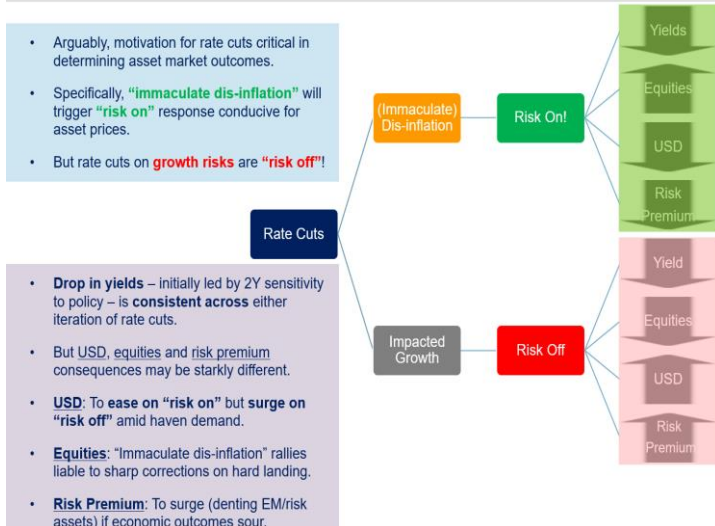 • Arguably, motivation for rate cuts critical in
determining asset market outcomes.
• Specifically, “immaculate dis-inflation” will
trigger “risk on” response conducive for
asset prices.
• But rate cuts on growth risks are “risk off”!
Rate Cuts
(Immaculate)
Dis-inflation
Risk On!
Yields
Equities
USD
Risk
Premium
Impacted
Growth
Risk Off
Yield
Equities
USD
Risk
Premium
• Drop in yields – initially led by 2Y sensitivity
to policy – is consistent across either
iteration of rate cuts.
• But USD, equities and risk premium
consequences may be starkly different.
• USD: To ease on “risk on” but surge on
“risk off” amid haven demand.
• Equities: “Immaculate dis-inflation” rallies
liable to sharp corrections on hard landing.
• Risk Premium: To surge (denting EM/risk
assets) if economic outcomes sour.